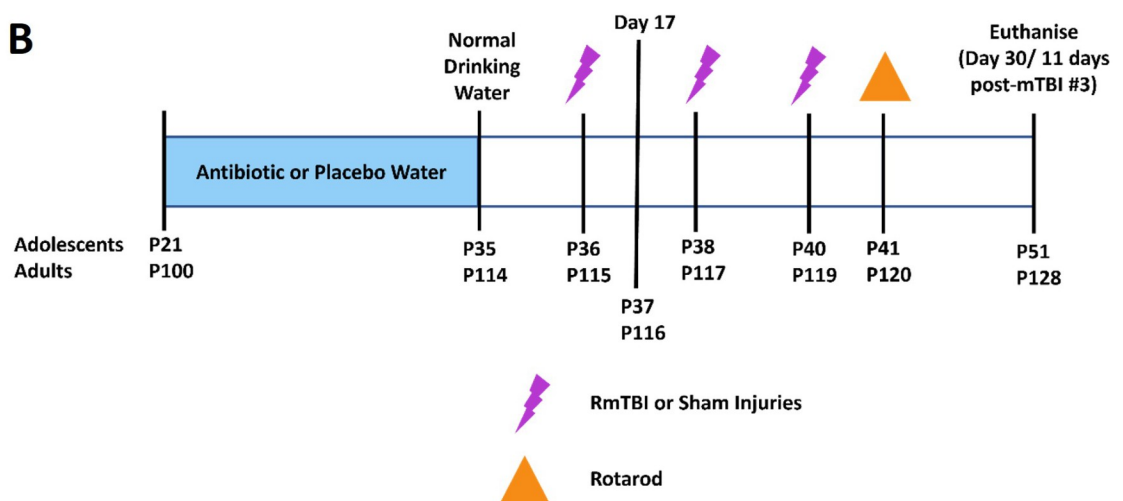 B
Day 17
Normal
Drinking
Water
Euthanise
(Day 30/ 11 days
post-mTBI #3)
Antibiotic or Placebo Water
Adolescents P21 P35 P36 P38 P40 P41 P51
Adults P100 P114 P115 P117 P119 P120 P128
P37
P116
RmTBI or Sham Injuries
Rotarod